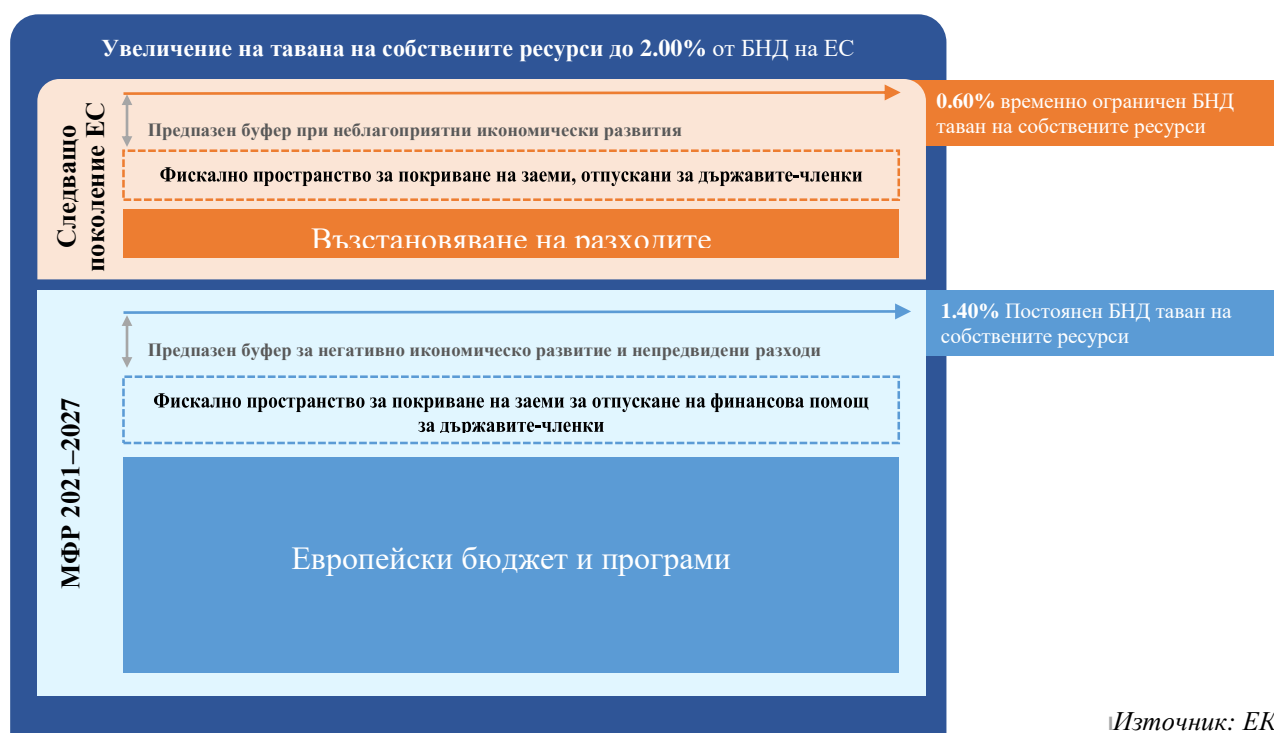 Увеличение на тавана на собствените ресурси до 2.00% от БНД на ЕС
Следващо
поколение ЕС
Предпазен буфер при неблагоприятни икономически развития
Фискално пространство за покриване на заеми, отпускани за държавите-членки
Възстановяване на разходите
0.60% временно ограничен БНД
таван на собствените ресурси
МФР 2021–2027
Предпазен буфер за негативно икономическо развитие и непредвидени разходи
Фискално пространство за покриване на заеми за отпускане на финансова помощ
за държавите-членки
Европейски бюджет и програми
1.40% Постоянен БНД таван на
собствените ресурси
Източник: ЕК